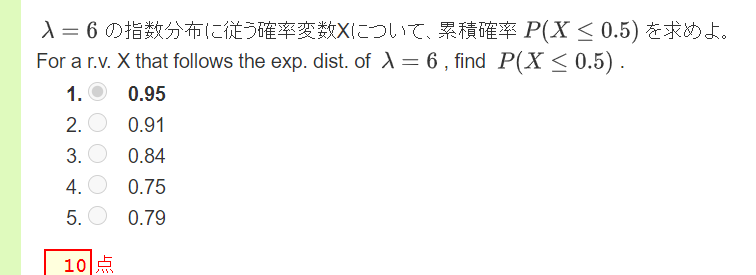 λ = 6 の指数分布に従う確率変数Xについて、累積確率 P(X ≤ 0.5) を求めよ。
For a r.v. X that follows the exp. dist. of λ = 6 , find P(X ≤ 0.5) .
1. 0.95
2. 0.91
3. 0.84
4. 0.75
5. 0.79
10 点